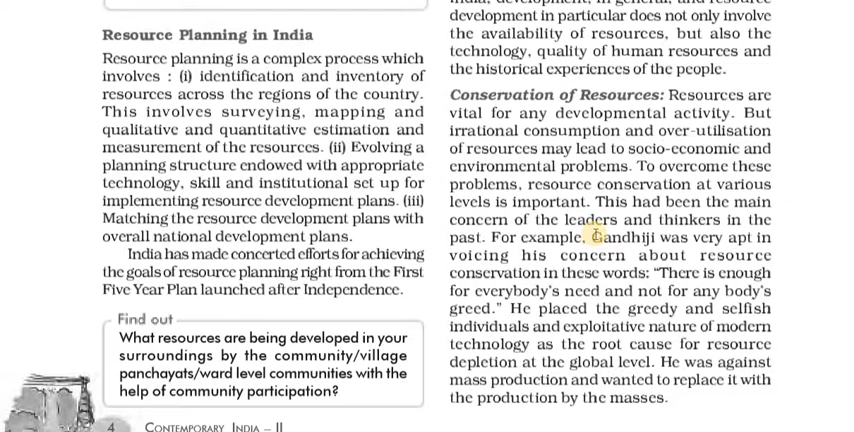 Resource Planning in India
Resource planning is a complex process which
involves : (i) identification and inventory of
resources across the regions of the country.
This involves surveying, mapping and
qualitative and quantitative estimation and
measurement of the resources. (ii) Evolving a
planning structure endowed with appropriate
technology, skill and institutional set up for
implementing resource development plans. (iii)
Matching the resource development plans with
overall national development plans.
India has made concerted efforts for achieving
the goals of resource planning right from the First
Five Year Plan launched after Independence.
Find out
What resources are being developed in your
surroundings by the community/village
panchayats/ward level communities with the
help of community participation?
4 CONTEMPORARY INDIA – II
India, development, in general, and resource
development in particular does not only involve
the availability of resources, but also the
technology, quality of human resources and
the historical experiences of the people.
Conservation of Resources: Resources are
vital for any developmental activity. But
irrational consumption and over-utilisation
of resources may lead to socio-economic and
environmental problems. To overcome these
problems, resource conservation at various
levels is important. This had been the main
concern of the leaders and thinkers in the
past. For example, Gandhiji was very apt in
voicing his concern about resource
conservation in these words: “There is enough
for everybody’s need and not for any body’s
greed.” He placed the greedy and selfish
individuals and exploitative nature of modern
technology as the root cause for resource
depletion at the global level. He was against
mass production and wanted to replace it with
the production by the masses.